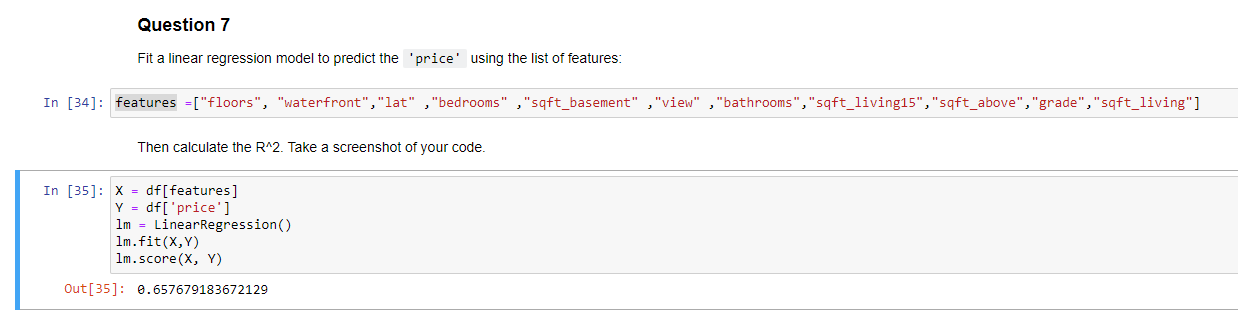 Question 7
Fit a linear regression model to predict the 'price' using the list of features:
In [34]: features =["floors", "waterfront","lat" ,"bedrooms" ,"sqft_basement" ,"view" ,"bathrooms","sqft_living15","sqft_above","grade","sqft_living"]
Then calculate the R^2. Take a screenshot of your code.
In [35]: X = df[features]
Y = df['price']
lm = LinearRegression()
lm.fit(X,Y)
lm.score(X, Y)
Out[35]: 0.657679183672129